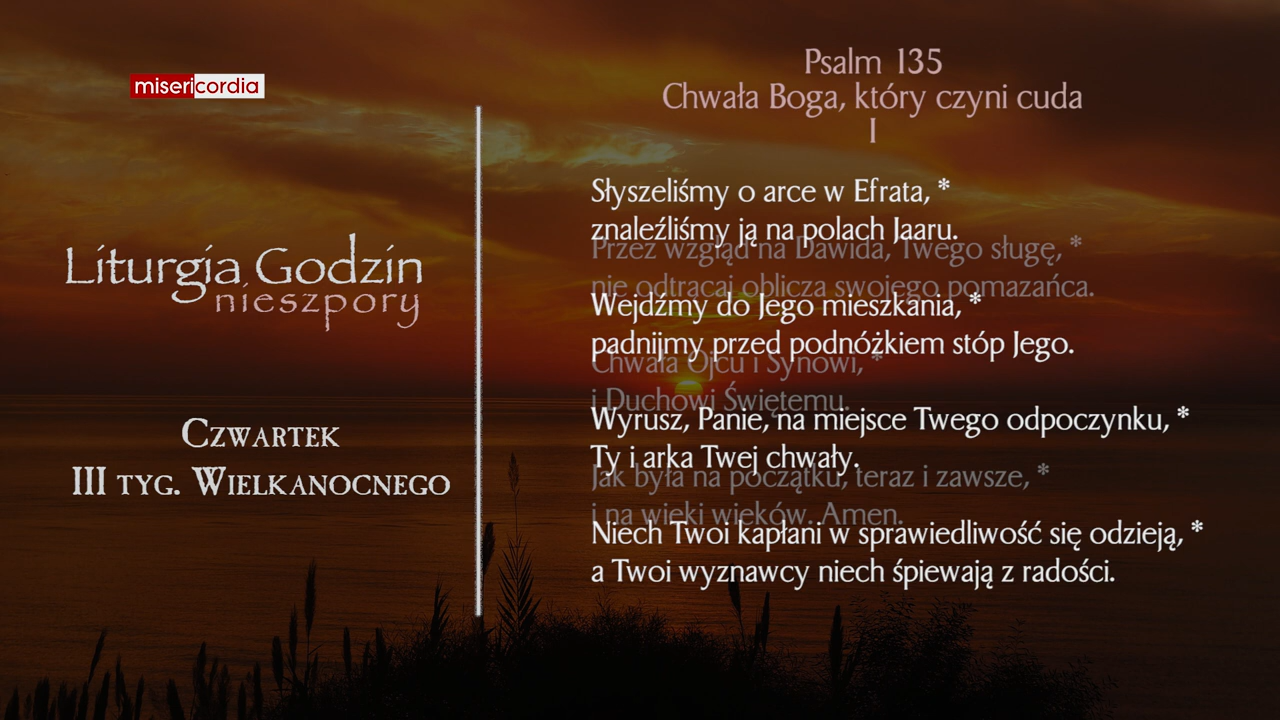 misericordia
Liturgia Godzin
nieszpory
Czwartek
III tyg. Wielkanocnego
Psalm 135
Chwała Boga, który czyni cuda
I
Słyszeliśmy o arce w Efrata, *
znaleźliśmy ją na polach Jaaru.
Przez wzgląd na Dawida, Twego sługę, *
nie odtrącaj oblicza swojego pomazańca.
Wejdźmy do Jego mieszkania, *
padnijmy przed podnóżkiem stóp Jego.
Chwała Ojcu i Synowi, *
i Duchowi Świętemu.
Wyrusz, Panie, na miejsce Twego odpoczynku, *
Ty i arka Twej chwały.
Jak była na początku, teraz i zawsze, *
i na wieki wieków. Amen.
Niech Twoi kapłani w sprawiedliwość się odzieją, *
a Twoi wyznawcy niech śpiewają z radości.